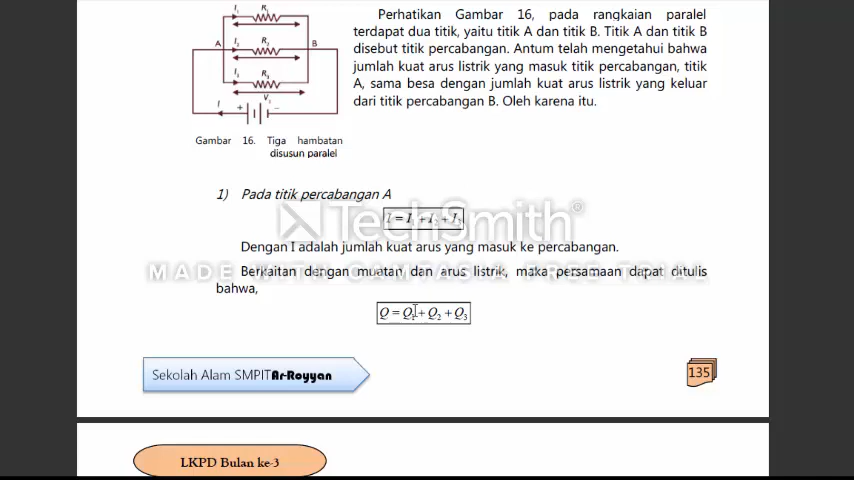 I₁ R₁
I₂ R₂
A B
I₃ R₃
V₃
I + −
Gambar 16. Tiga hambatan
disusun paralel
Perhatikan Gambar 16, pada rangkaian paralel
terdapat dua titik, yaitu titik A dan titik B. Titik A dan titik B
disebut titik percabangan. Antum telah mengetahui bahwa
jumlah kuat arus listrik yang masuk titik percabangan, titik
A, sama besa dengan jumlah kuat arus listrik yang keluar
dari titik percabangan B. Oleh karena itu.
1) Pada titik percabangan A
I = I₁ + I₂ + I₃
TechSmith®
Dengan I adalah jumlah kuat arus yang masuk ke percabangan.
MADE WITH CAMTASIA FREE TRIAL
Berkaitan dengan muatan dan arus listrik, maka persamaan dapat ditulis
bahwa,
Q = Q₁ + Q₂ + Q₃
Sekolah Alam SMPIT Ar-Royyan
135
LKPD Bulan ke-3